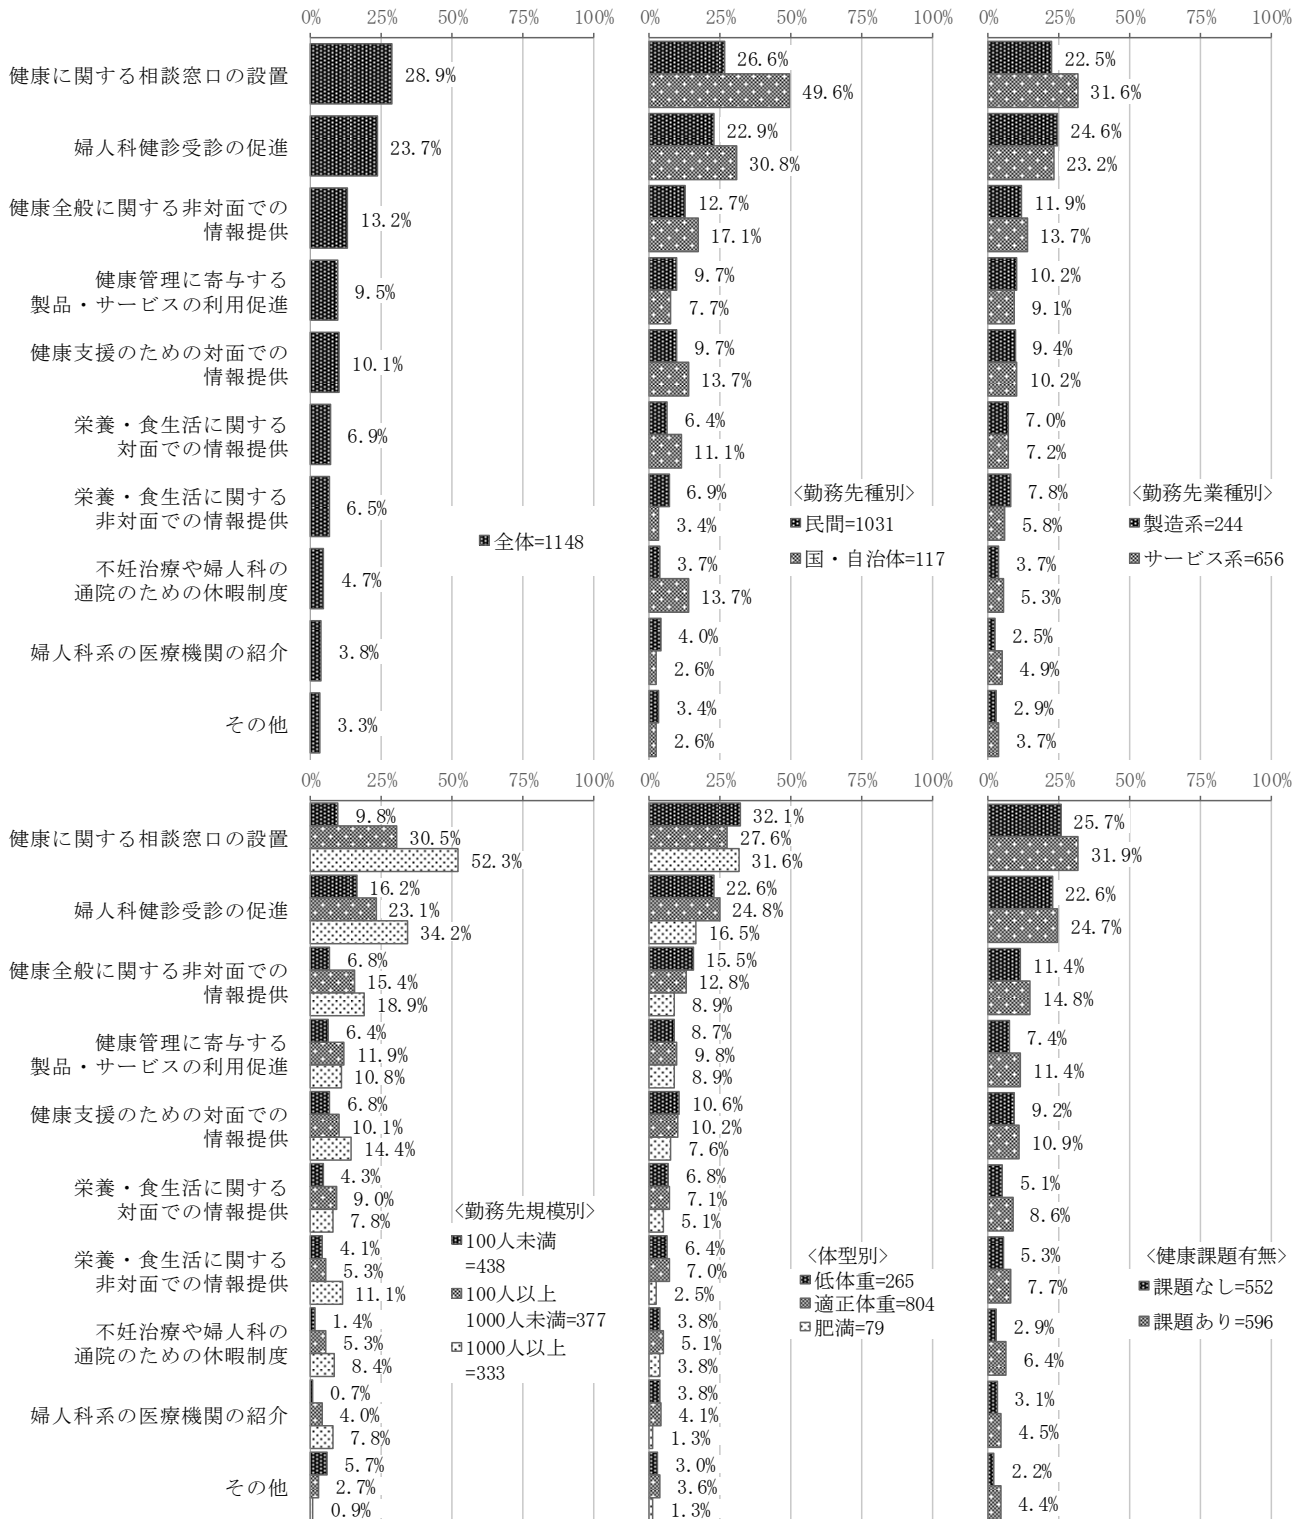 0% 25% 50% 75% 100% 0% 25% 50% 75% 100% 0% 25% 50% 75% 100%
健康に関する相談窓口の設置 28.9% 26.6% 22.5%
49.6% 31.6%
婦人科健診受診の促進 23.7% 22.9% 24.6%
30.8% 23.2%
健康全般に関する非対面での 13.2% 12.7% 11.9%
情報提供 17.1% 13.7%
健康管理に寄与する 9.5% 9.7% 10.2%
製品・サービスの利用促進 7.7% 9.1%
健康支援のための対面での 10.1% 9.7% 9.4%
情報提供 13.7% 10.2%
栄養・食生活に関する 6.9% 6.4% 7.0%
対面での情報提供 11.1% 7.2%
栄養・食生活に関する 6.5% 6.9% 7.8%
非対面での情報提供 3.4% 5.8%
不妊治療や婦人科の 4.7% 3.7% 3.7%
通院のための休暇制度 13.7% 5.3%
婦人科系の医療機関の紹介 3.8% 4.0% 2.5%
2.6% 4.9%
その他 3.3% 3.4% 2.9%
2.6% 3.7%
全体=1148
<勤務先種別>
民間=1031
国・自治体=117
<勤務先業種別>
製造系=244
サービス系=656
0% 25% 50% 75% 100% 0% 25% 50% 75% 100% 0% 25% 50% 75% 100%
健康に関する相談窓口の設置 9.8% 32.1% 25.7%
30.5% 27.6% 31.9%
52.3% 31.6%
婦人科健診受診の促進 16.2% 22.6% 22.6%
23.1% 24.8% 24.7%
34.2% 16.5%
健康全般に関する非対面での 6.8% 15.5% 11.4%
情報提供 15.4% 12.8% 14.8%
18.9% 8.9%
健康管理に寄与する 6.4% 8.7% 7.4%
製品・サービスの利用促進 11.9% 9.8% 11.4%
10.8% 8.9%
健康支援のための対面での 6.8% 10.6% 9.2%
情報提供 10.1% 10.2% 10.9%
14.4% 7.6%
栄養・食生活に関する 4.3% 6.8% 5.1%
対面での情報提供 9.0% 7.1% 8.6%
7.8% 5.1%
栄養・食生活に関する 4.1% 6.4% 5.3%
非対面での情報提供 5.3% 7.0% 7.7%
11.1% 2.5%
不妊治療や婦人科の 1.4% 3.8% 2.9%
通院のための休暇制度 5.3% 5.1% 6.4%
8.4% 3.8%
婦人科系の医療機関の紹介 0.7% 3.8% 3.1%
4.0% 4.1% 4.5%
7.8% 1.3%
その他 5.7% 3.0% 2.2%
2.7% 3.6% 4.4%
0.9% 1.3%
<勤務先規模別>
100人未満
=438
100人以上
1000人未満=377
1000人以上
=333
<体型別>
低体重=265
適正体重=804
肥満=79
<健康課題有無>
課題なし=552
課題あり=596